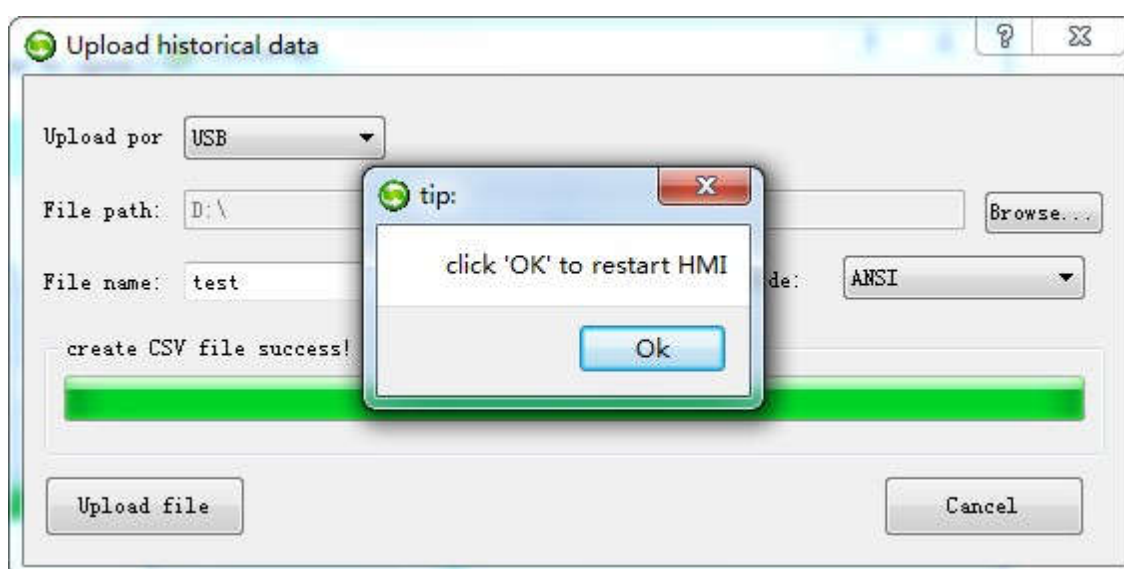 Upload historical data
Upload por USB
tip:
File path: D:\ Browse...
click 'OK' to restart HMI
File name: test de: ANSI
create CSV file success!
Ok
Upload file Cancel